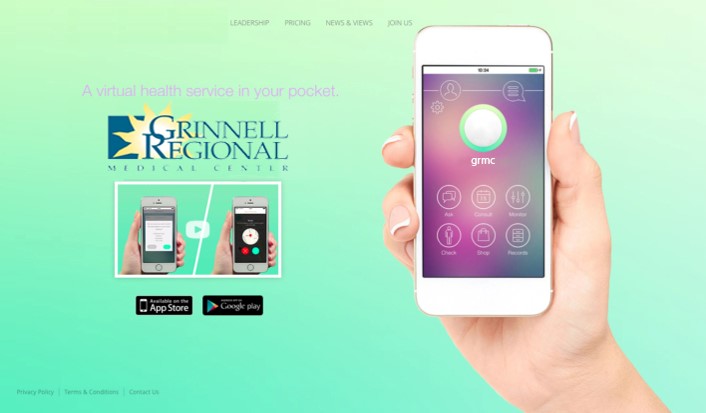 LEADERSHIP PRICING NEWS & VIEWS JOIN US
A virtual health service in your pocket.
GRINNELL
REGIONAL
MEDICAL CENTER
Available on the
App Store
Google play
10:04
grmc
Ask Consult Monitor
Check Shop Records
Privacy Policy | Terms & Conditions | Contact Us